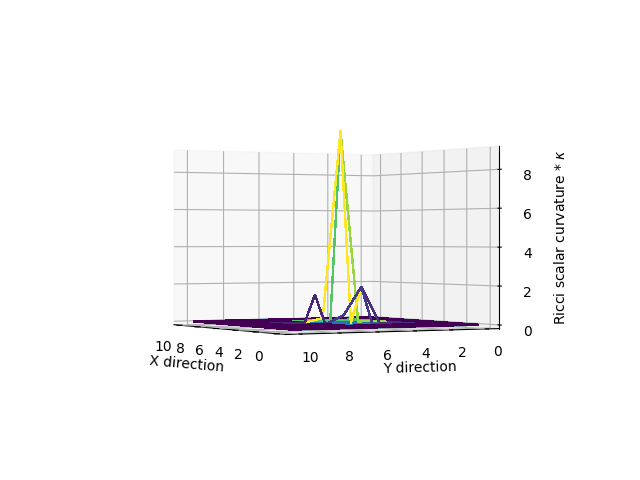 8
6
4
2
0
Ricci scalar curvature * κ
10 8 6 4 2 0
X direction
10 8 6 4 2 0
Y direction